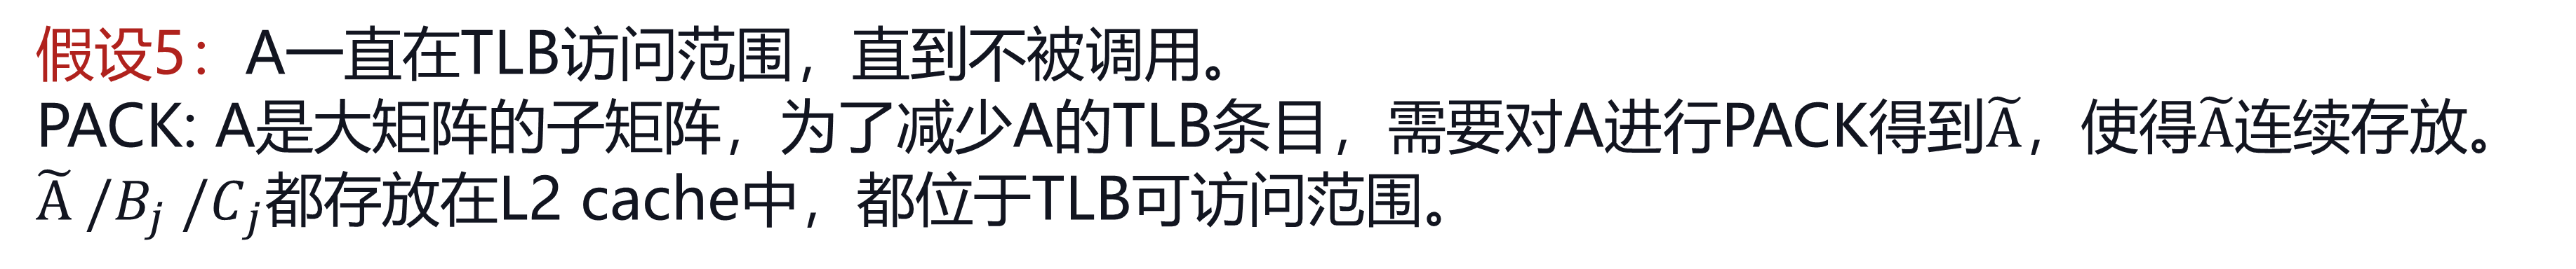 假设5：A一直在TLB访问范围，直到不被调用。
PACK: A是大矩阵的子矩阵，为了减少A的TLB条目，需要对A进行PACK得到Ã，使得Ã连续存放。
Ã /Bⱼ /Cⱼ都存放在L2 cache中，都位于TLB可访问范围。